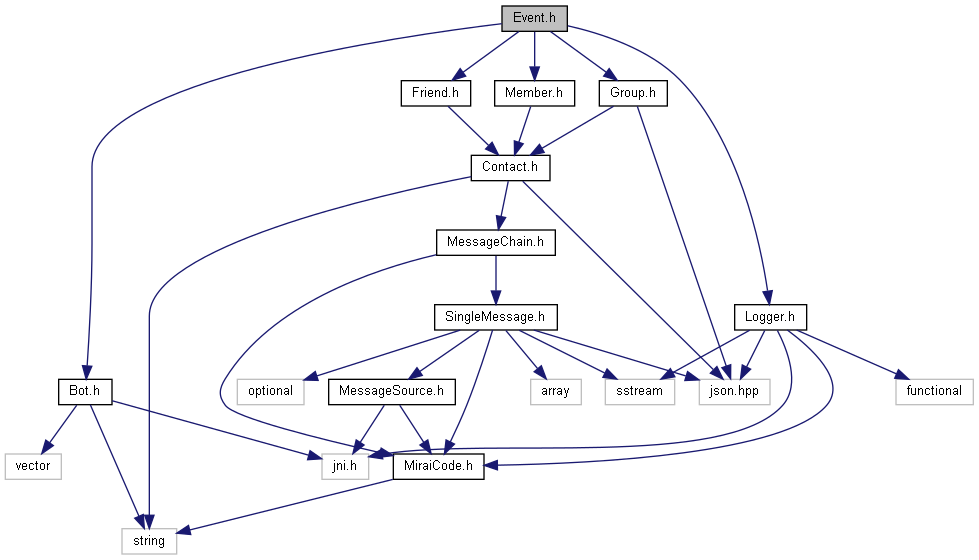 Event.h
Friend.h
Member.h
Group.h
Contact.h
MessageChain.h
SingleMessage.h
Logger.h
Bot.h
optional
MessageSource.h
array
sstream
json.hpp
functional
vector
jni.h
MiraiCode.h
string